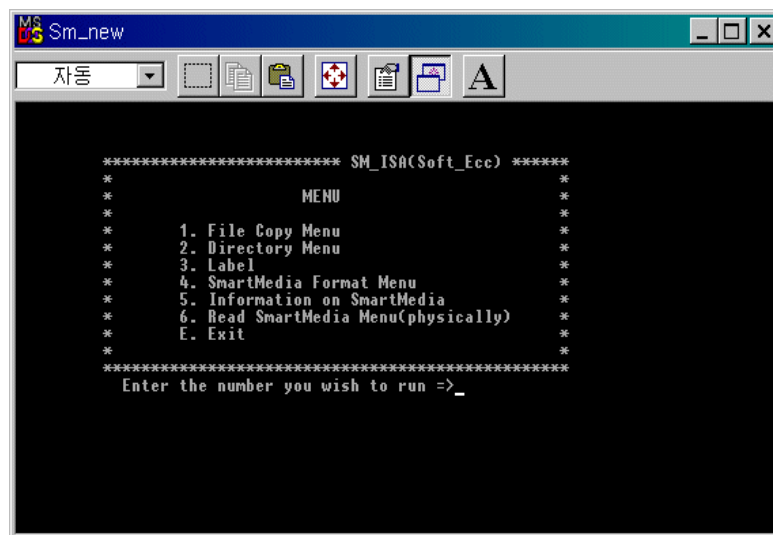 Sm_new
자동
A
************************* SM_ISA(Soft_Ecc) ******
* *
* MENU *
* *
* 1. File Copy Menu *
* 2. Directory Menu *
* 3. Label *
* 4. SmartMedia Format Menu *
* 5. Information on SmartMedia *
* 6. Read SmartMedia Menu(physically) *
* E. Exit *
* *
*************************************************
Enter the number you wish to run =>_